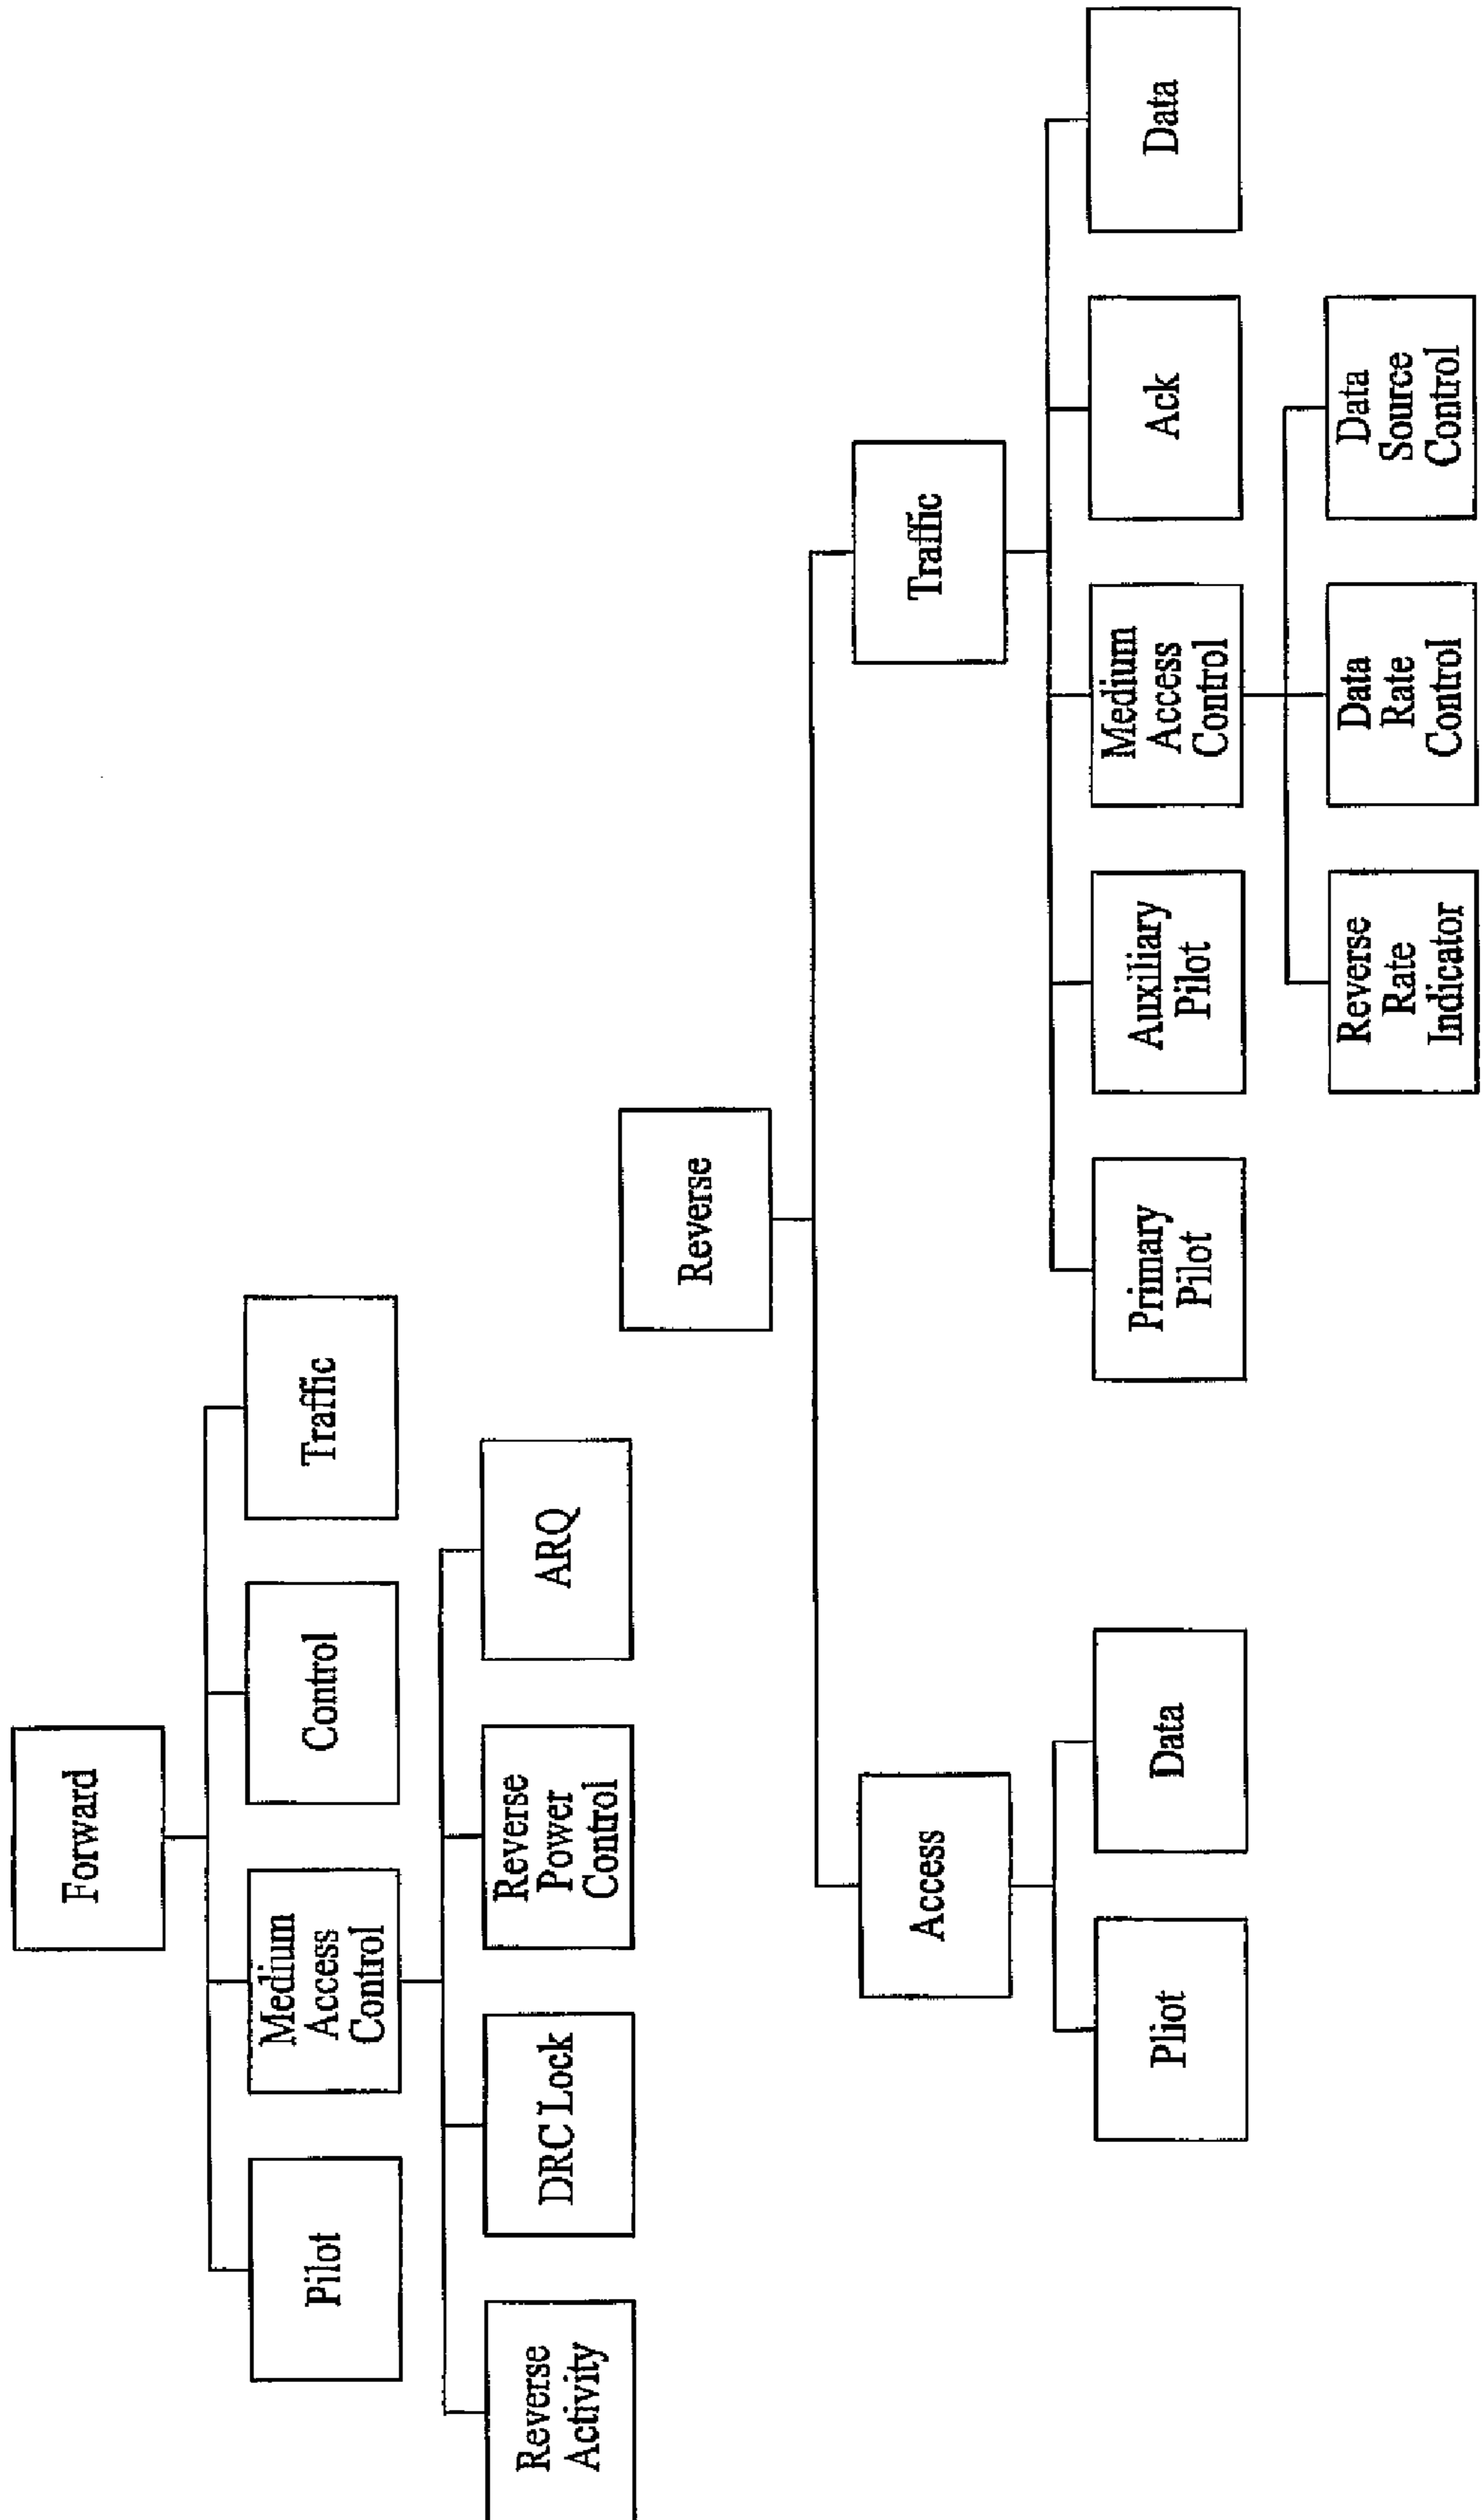 Forward
Pilot
Medium
Access
Control
Control
Traffic
Reverse
Activity
DRC Lock
Reverse
Power
Control
ARQ
Reverse
Access
Traffic
Pliot
Data
Primary
Pilot
Auxiliary
Pilot
Medium
Access
Control
Ack
Data
Reverse
Rate
Indicator
Data
Rate
Control
Data
Source
Control